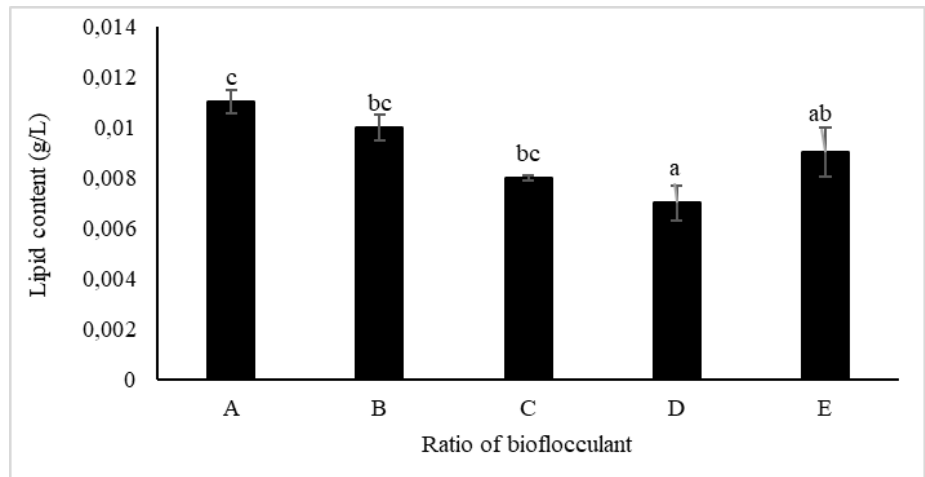 0,014
0,012
0,01
0,008
0,006
0,004
0,002
0
Lipid content (g/L)
c
bc
bc
a
ab
A B C D E
Ratio of bioflocculant